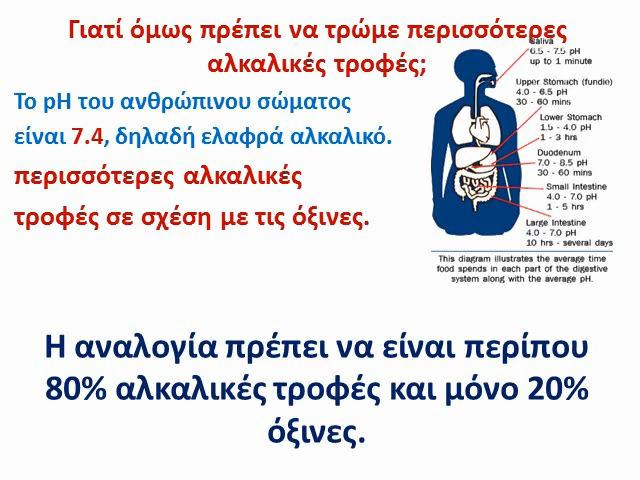 Γιατί όμως πρέπει να τρώμε περισσότερες
αλκαλικές τροφές;
Το pH του ανθρώπινου σώματος
είναι 7.4, δηλαδή ελαφρά αλκαλικό.
περισσότερες αλκαλικές
τροφές σε σχέση με τις όξινες.
Saliva
6.5 - 7.5 pH
up to 1 minute
Upper Stomach (fundie)
4.0 - 6.5 pH
30 - 60 mins
Lower Stomach
1.5 - 4.0 pH
1 - 3 hrs
Duodenum
7.0 - 8.5 pH
30 - 60 mins
Small Intestine
4.0 - 7.0 pH
1 - 5 hrs
Large Intestine
4.0 - 7.0 pH
10 hrs - several days
This diagram illustrates the average time
food spends in each part of the digestive
system along with the average pH.
Η αναλογία πρέπει να είναι περίπου
80% αλκαλικές τροφές και μόνο 20%
όξινες.